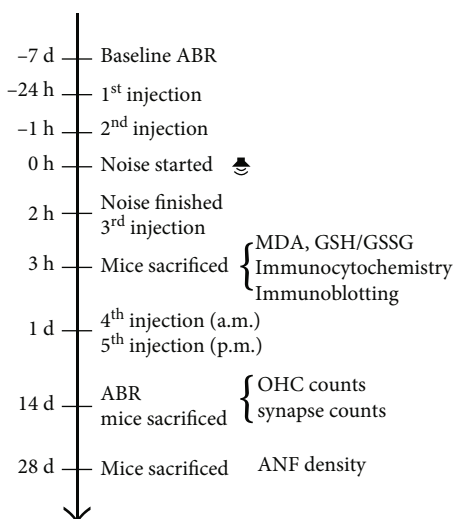 –7 d Baseline ABR
–24 h 1st injection
–1 h 2nd injection
0 h Noise started
2 h Noise finished
3rd injection
3 h Mice sacrificed
MDA, GSH/GSSG
Immunocytochemistry
Immunoblotting
1 d 4th injection (a.m.)
5th injection (p.m.)
14 d ABR
mice sacrificed
OHC counts
synapse counts
28 d Mice sacrificed ANF density